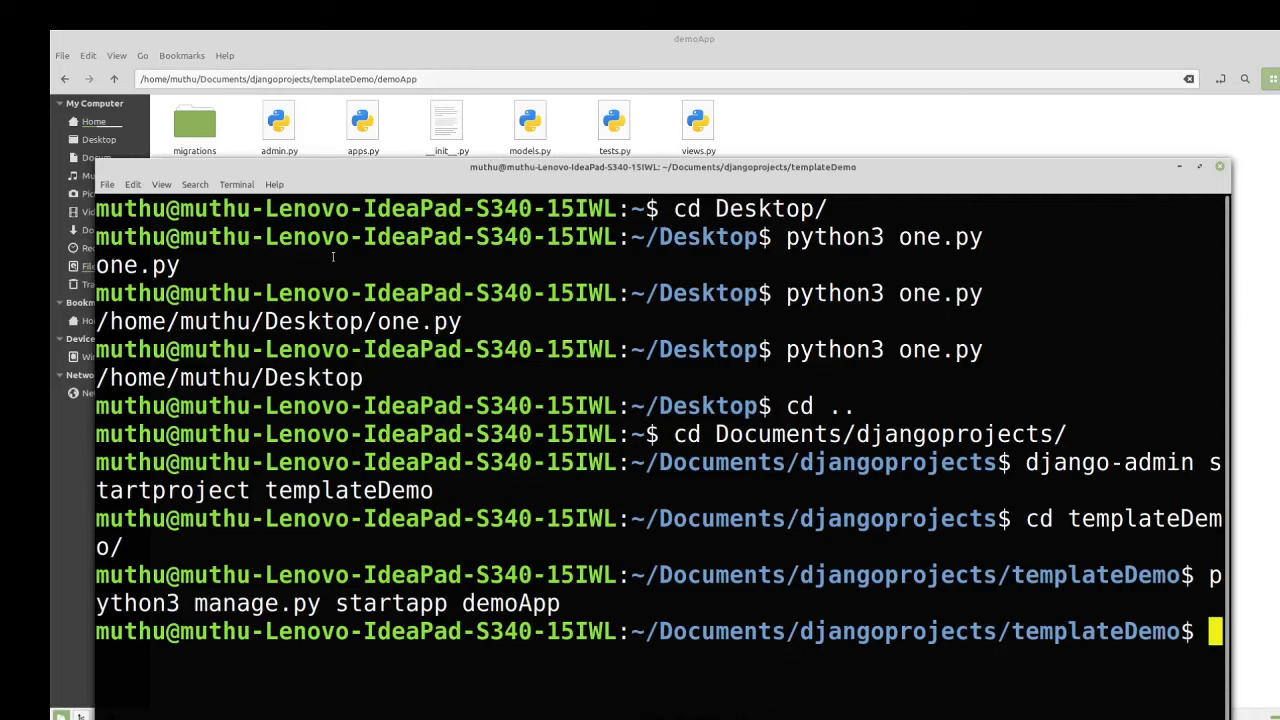 demoApp
File Edit View Go Bookmarks Help
/home/muthu/Documents/djangoprojects/templateDemo/demoApp
My Computer
Home
Desktop
migrations admin.py apps.py __init__.py models.py tests.py views.py
muthu@muthu-Lenovo-IdeaPad-S340-15IWL: ~/Documents/djangoprojects/templateDemo
File Edit View Search Terminal Help
muthu@muthu-Lenovo-IdeaPad-S340-15IWL:~$ cd Desktop/
muthu@muthu-Lenovo-IdeaPad-S340-15IWL:~/Desktop$ python3 one.py
one.py
muthu@muthu-Lenovo-IdeaPad-S340-15IWL:~/Desktop$ python3 one.py
/home/muthu/Desktop/one.py
muthu@muthu-Lenovo-IdeaPad-S340-15IWL:~/Desktop$ python3 one.py
/home/muthu/Desktop
muthu@muthu-Lenovo-IdeaPad-S340-15IWL:~/Desktop$ cd ..
muthu@muthu-Lenovo-IdeaPad-S340-15IWL:~$ cd Documents/djangoprojects/
muthu@muthu-Lenovo-IdeaPad-S340-15IWL:~/Documents/djangoprojects$ django-admin s
tartproject templateDemo
muthu@muthu-Lenovo-IdeaPad-S340-15IWL:~/Documents/djangoprojects$ cd templateDem
o/
muthu@muthu-Lenovo-IdeaPad-S340-15IWL:~/Documents/djangoprojects/templateDemo$ p
ython3 manage.py startapp demoApp
muthu@muthu-Lenovo-IdeaPad-S340-15IWL:~/Documents/djangoprojects/templateDemo$